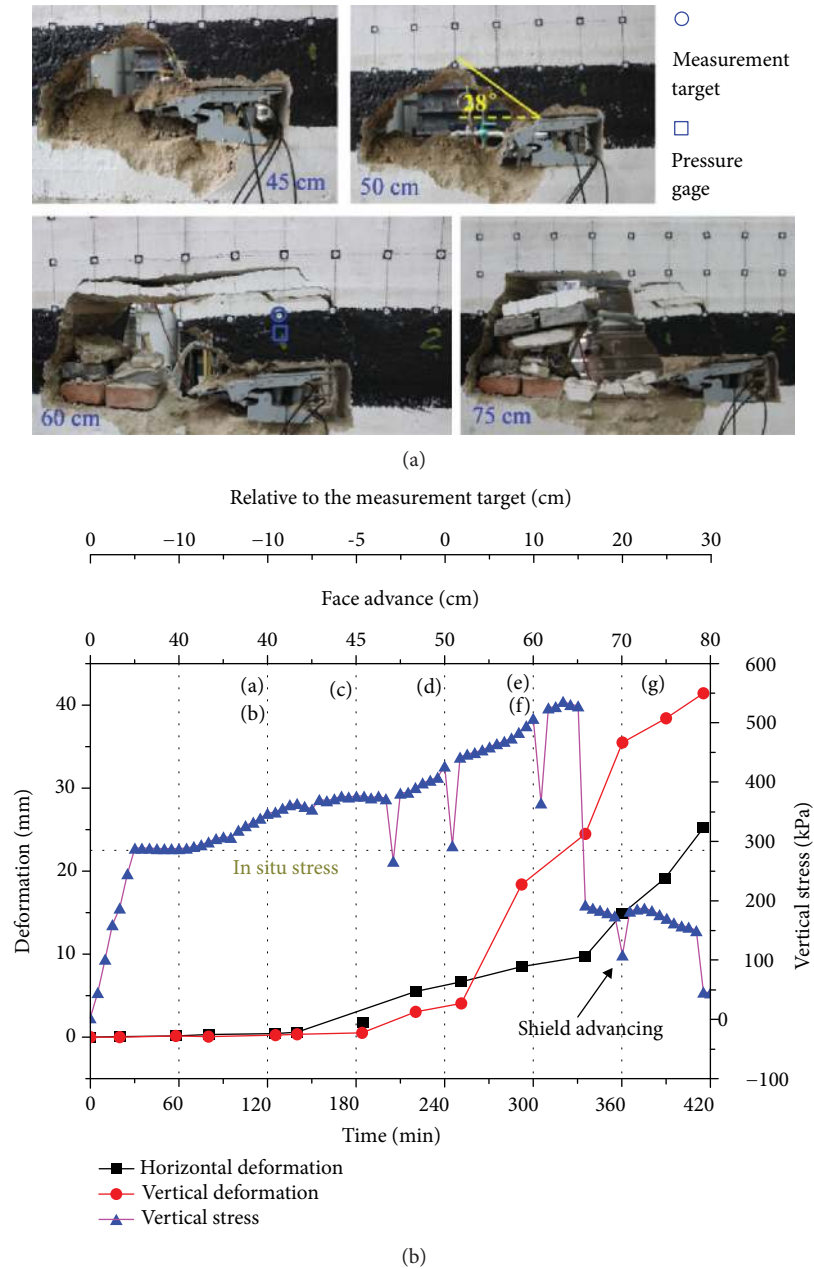 45 cm
28°
50 cm
Measurement
target
Pressure
gage
60 cm
2
75 cm
2
(a)
Relative to the measurement target (cm)
0 −10 −10 -5 0 10 20 30
Face advance (cm)
0 40 40 45 50 60 70 80
(a) (c) (d) (e) (g)
(b) (f)
Deformation (mm)
40
30
20
10
0
In situ stress
Shield advancing
600
500
400
300
200
100
0
−100
Vertical stress (kPa)
0 60 120 180 240 300 360 420
Time (min)
Horizontal deformation
Vertical deformation
Vertical stress
(b)